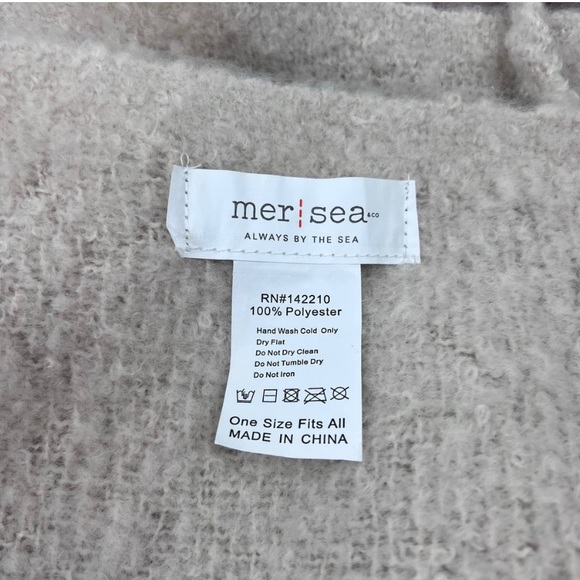 mer sea &CO
ALWAYS BY THE SEA
RN#142210
100% Polyester
Hand Wash Cold Only
Dry Flat
Do Not Dry Clean
Do Not Tumble Dry
Do Not Iron
One Size Fits All
MADE IN CHINA